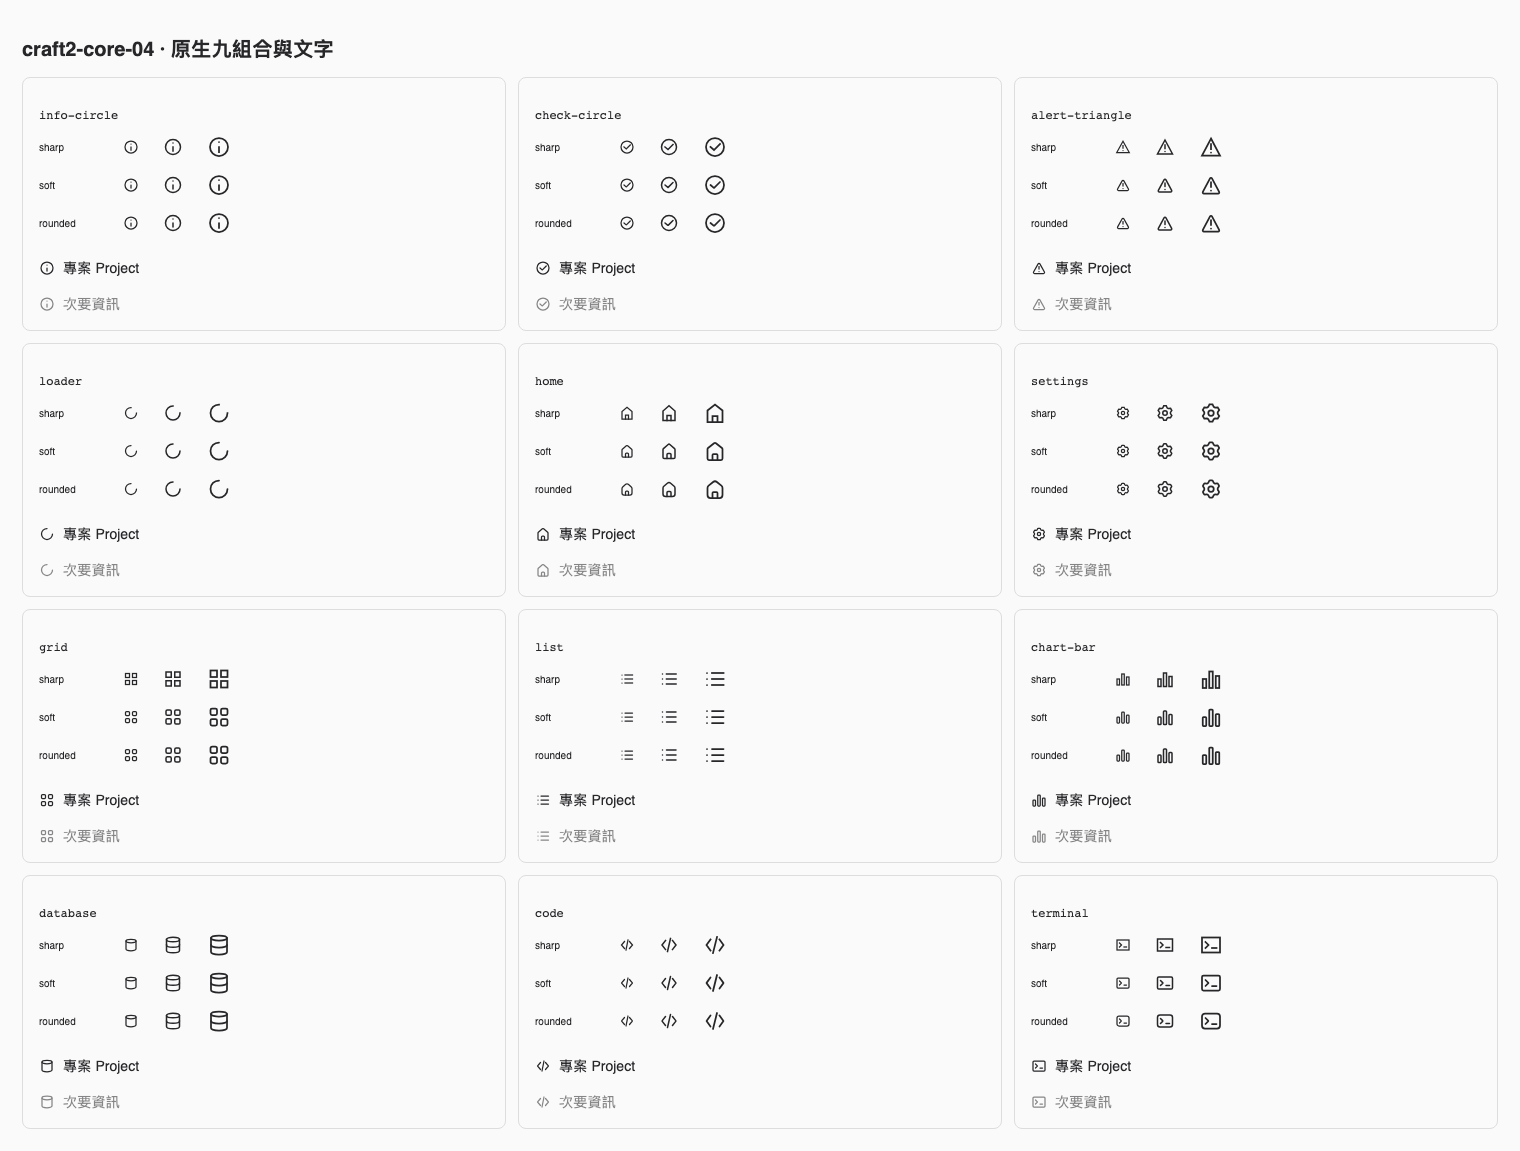 craft2-core-04 · 原生九組合與文字
info-circle
sharp
soft
rounded
專案 Project
次要資訊
check-circle
sharp
soft
rounded
專案 Project
次要資訊
alert-triangle
sharp
soft
rounded
專案 Project
次要資訊
loader
sharp
soft
rounded
專案 Project
次要資訊
home
sharp
soft
rounded
專案 Project
次要資訊
settings
sharp
soft
rounded
專案 Project
次要資訊
grid
sharp
soft
rounded
專案 Project
次要資訊
list
sharp
soft
rounded
專案 Project
次要資訊
chart-bar
sharp
soft
rounded
專案 Project
次要資訊
database
sharp
soft
rounded
專案 Project
次要資訊
code
sharp
soft
rounded
專案 Project
次要資訊
terminal
sharp
soft
rounded
專案 Project
次要資訊